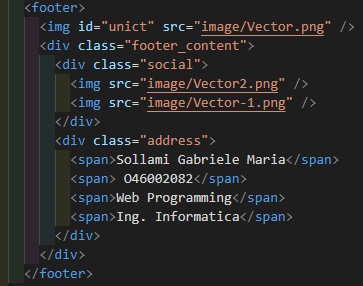 <footer>
<img id="unict" src="image/Vector.png" />
<div class="footer_content">
<div class="social">
<img src="image/Vector2.png" />
<img src="image/Vector-1.png" />
</div>
<div class="address">
<span>Sollami Gabriele Maria</span>
<span> O46002082</span>
<span>Web Programming</span>
<span>Ing. Informatica</span>
</div>
</div>
</footer>